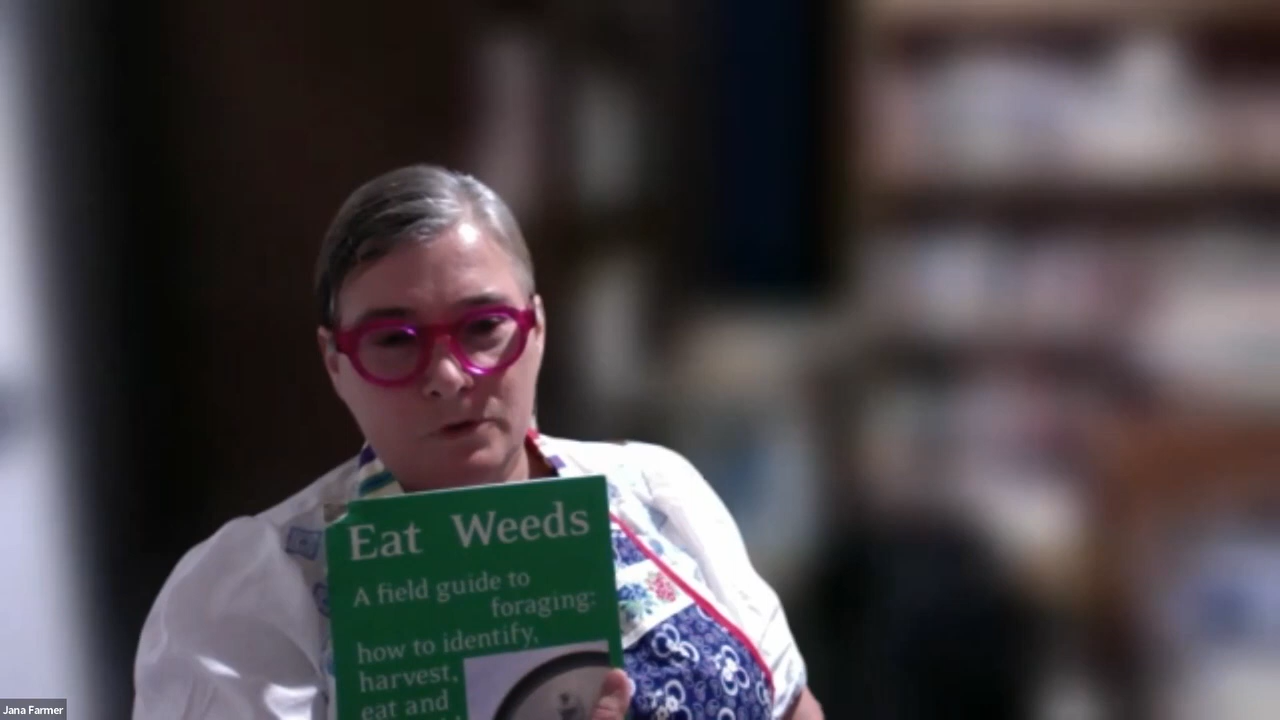 Eat Weeds
A field guide to
foraging:
how to identify,
harvest,
eat and
Jana Farmer